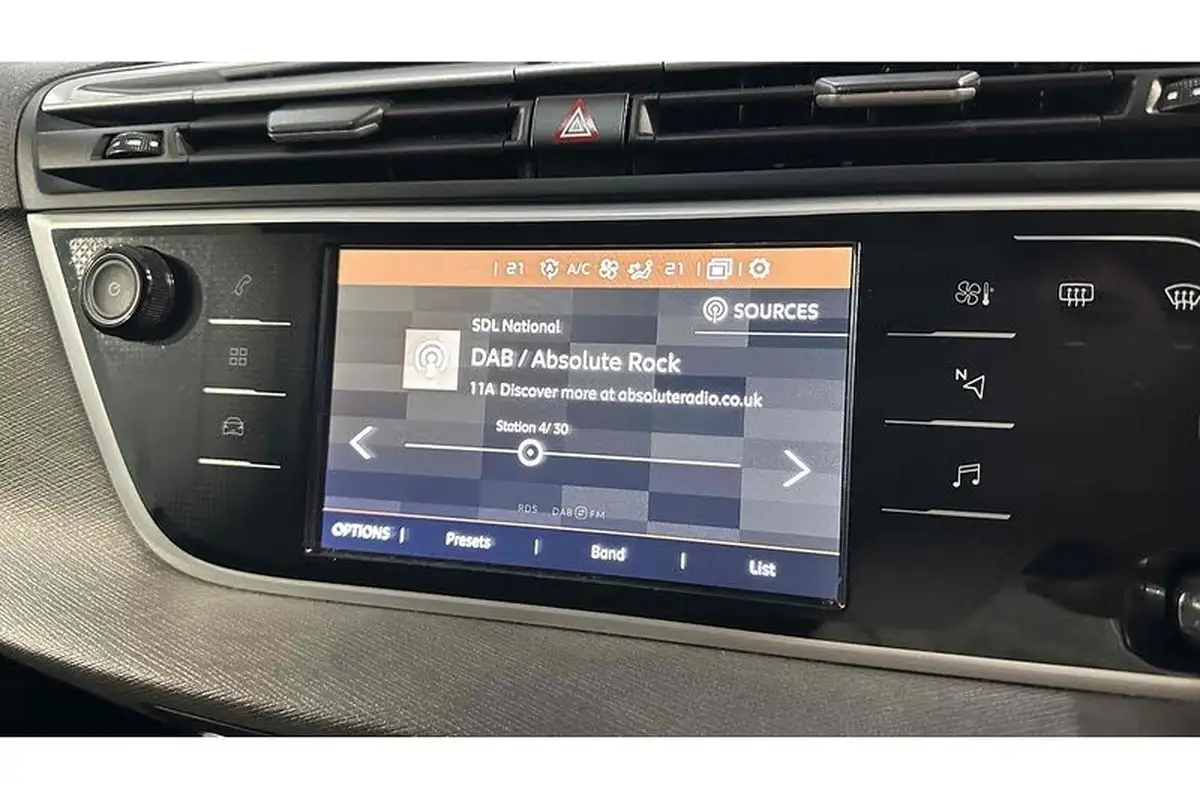 21 A/C 21
SOURCES
SDL National
DAB / Absolute Rock
11A Discover more at absoluteradio.co.uk
Station 4/ 30
RDS DAB FM
OPTIONS Presets Band List
N